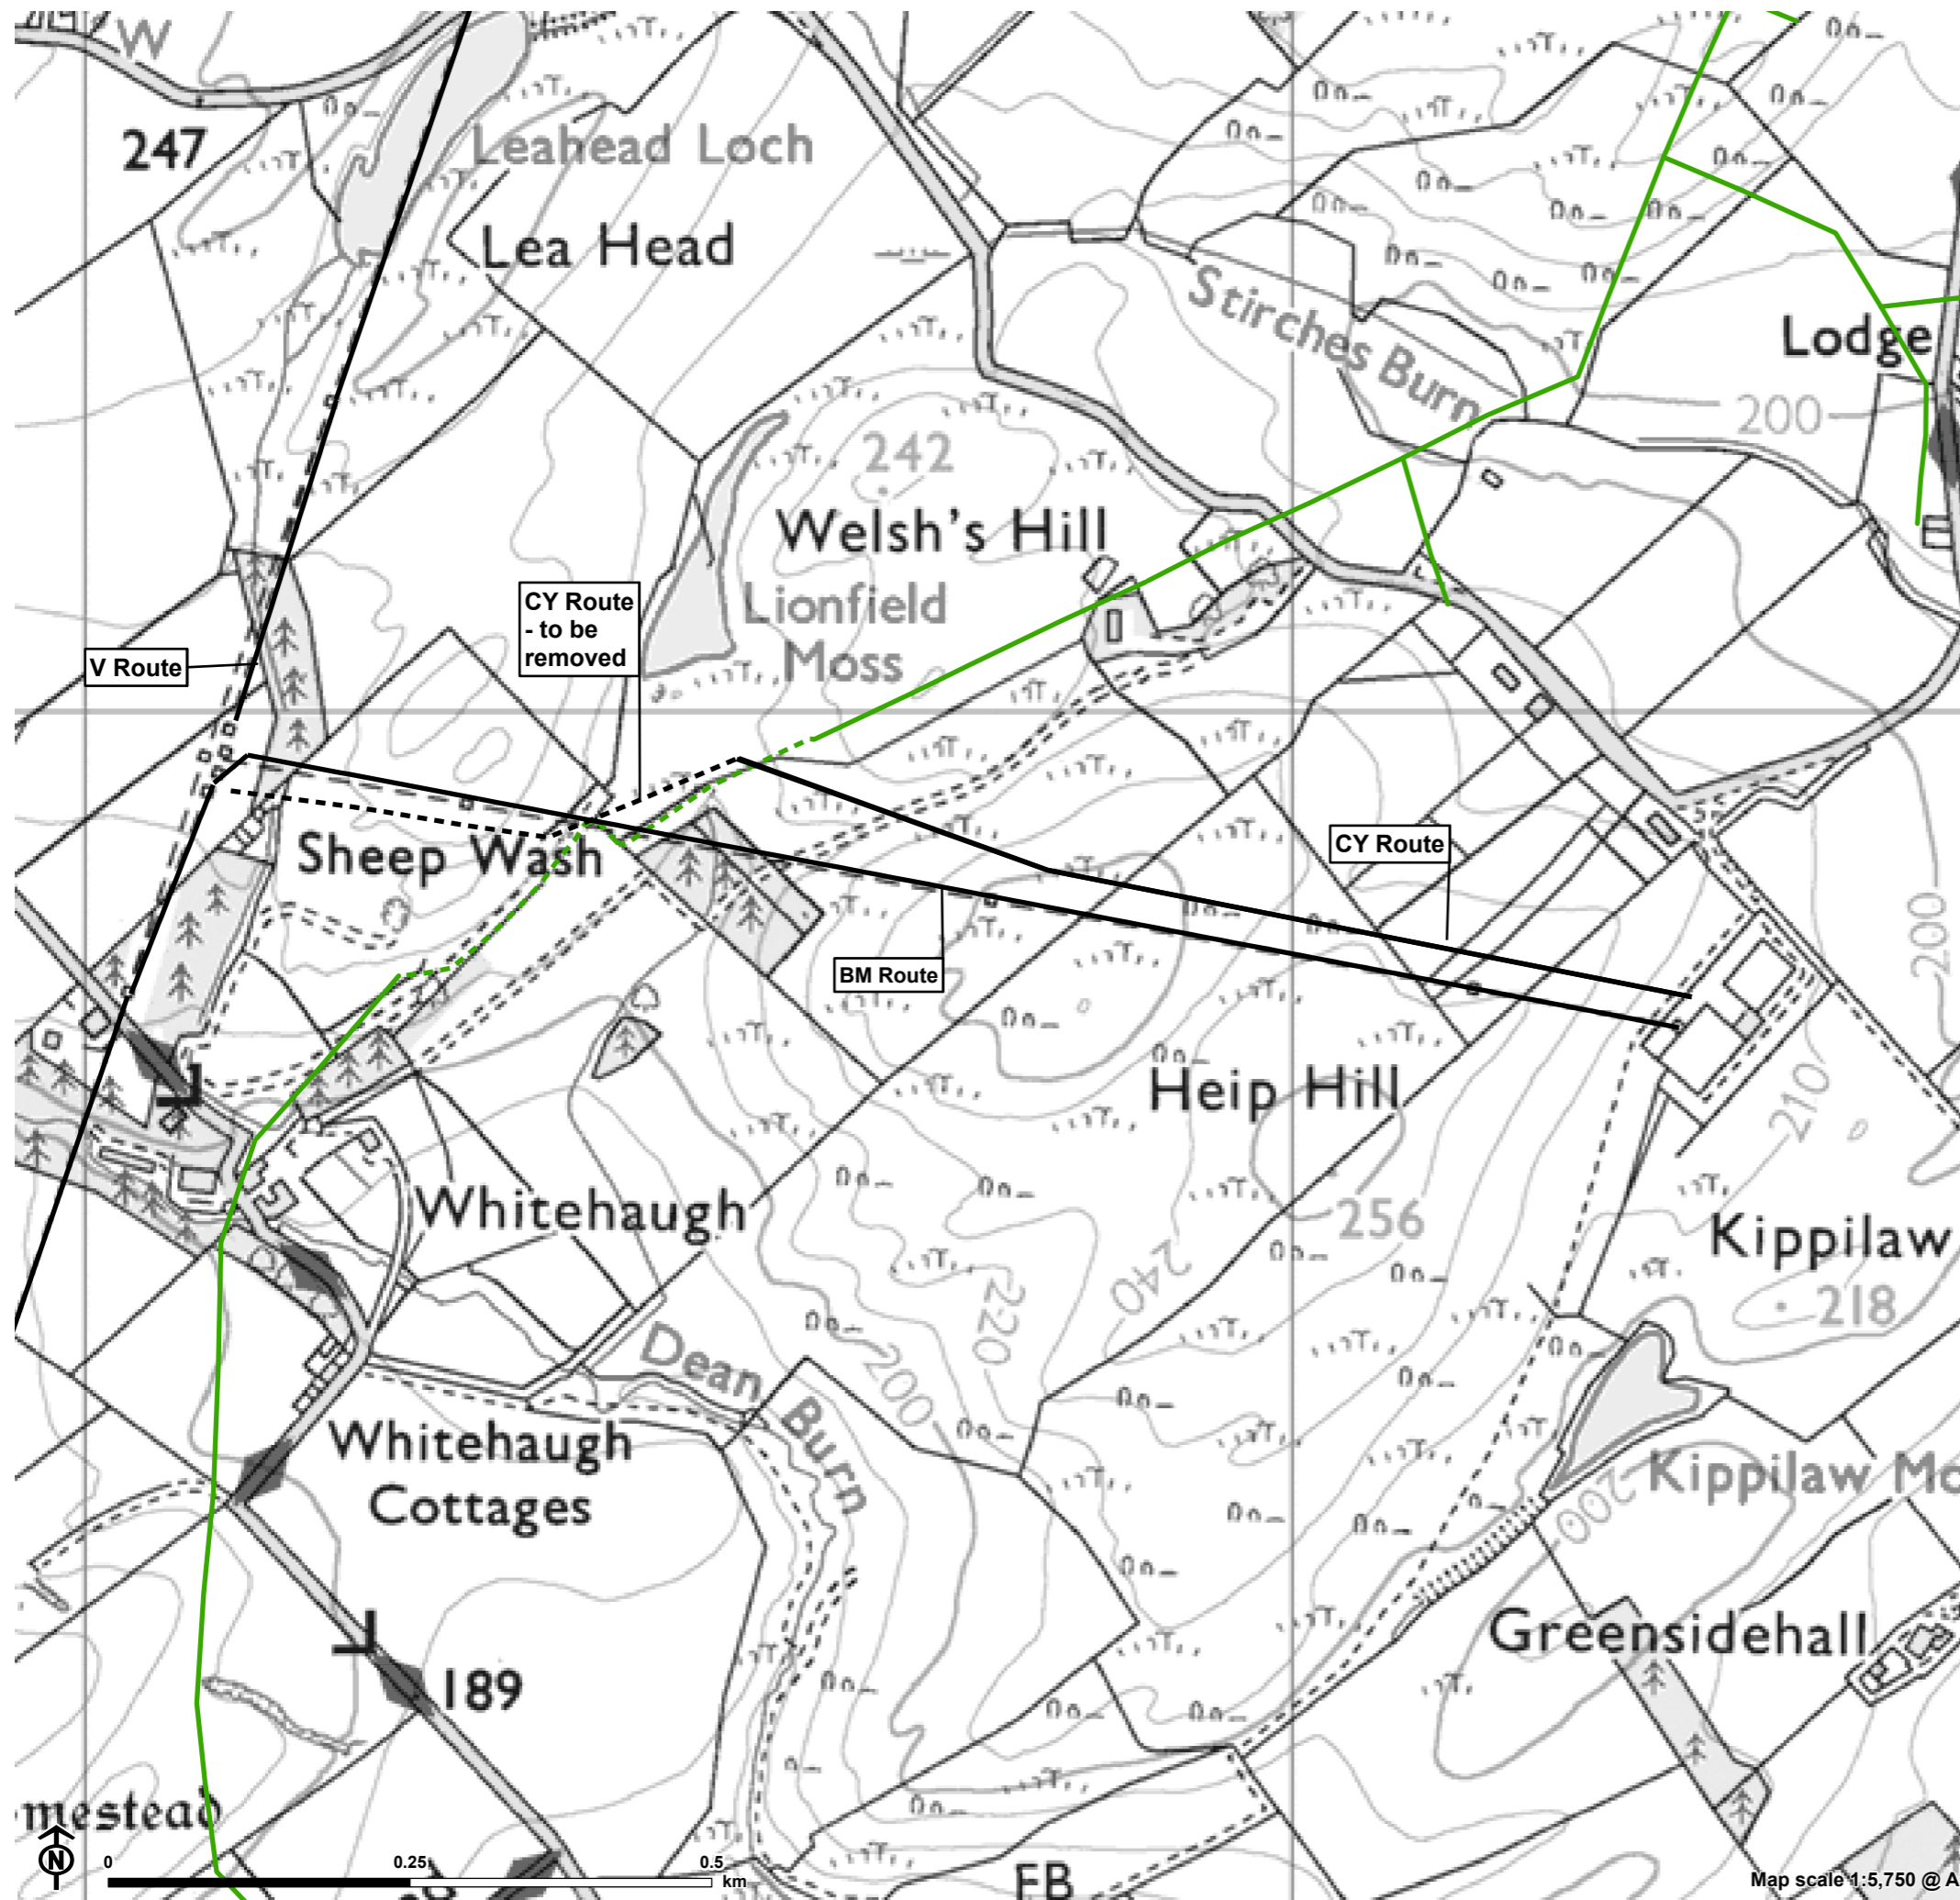 W
247
Leahead Loch
Lea Head
Stirches Burn
Lodge
200
242
Welsh's Hill
Lionfield
Moss
CY Route
- to be
removed
V Route
Sheep Wash
CY Route
BM Route
200
Heip Hill
210
Whitehaugh
256
Kippilaw
240
220
218
Dean Burn
200
Whitehaugh
Cottages
Kippilaw Mo
200
Greensidehall
189
mestead
N
0
0.25
0.5
km
FB
Map scale 1:5,750 @ A